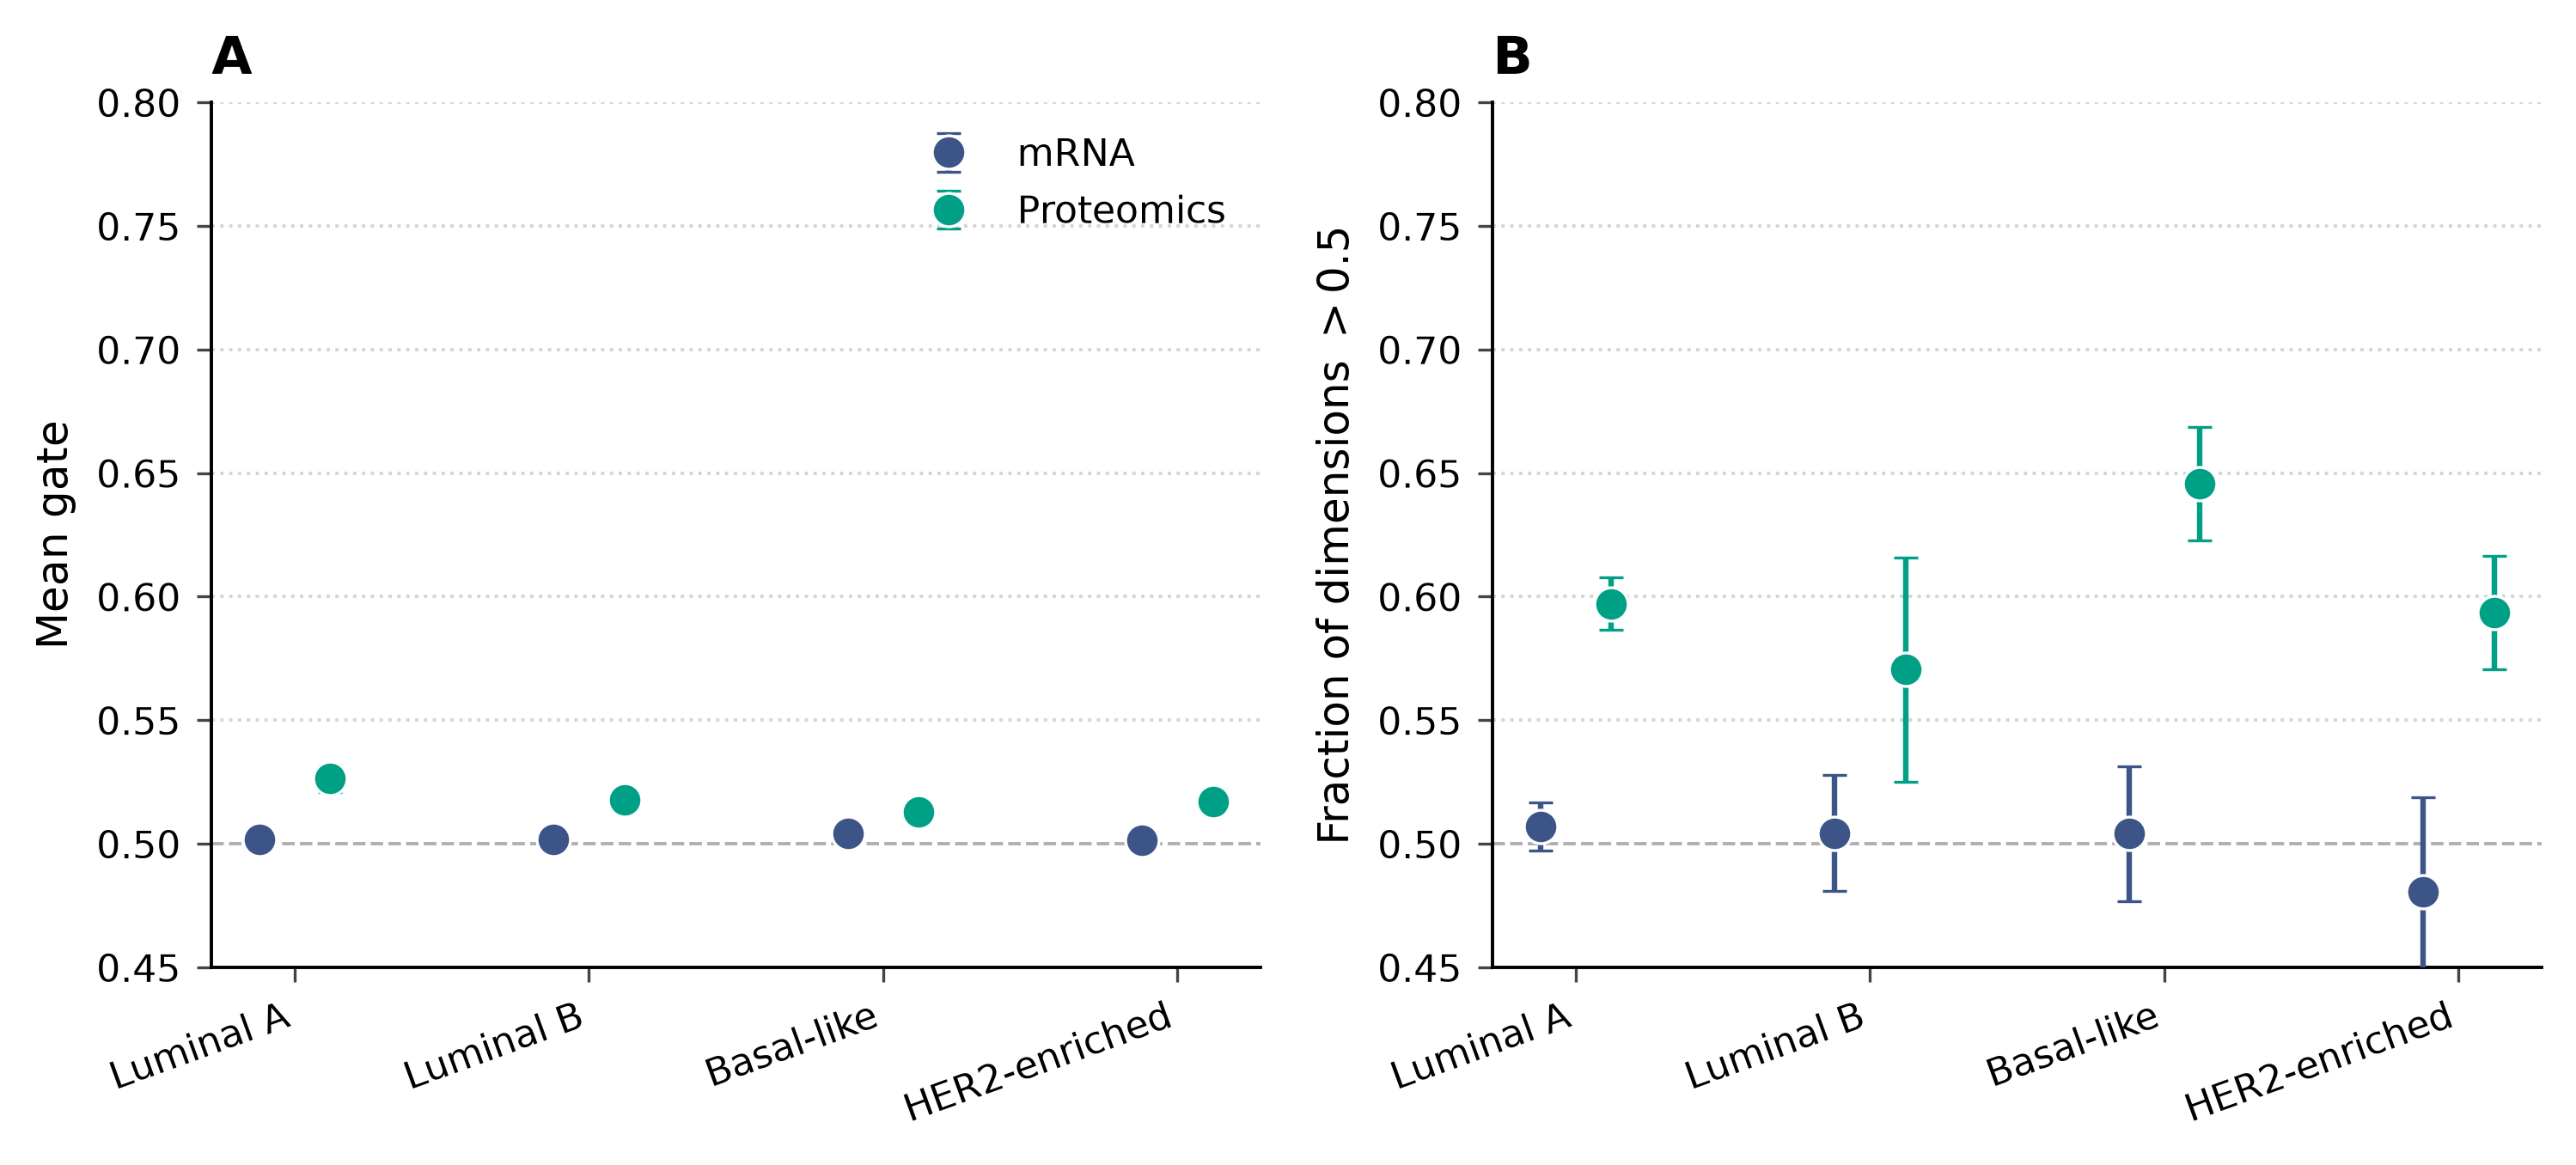 A
0.80
0.75
0.70
0.65
0.60
0.55
0.50
0.45
Mean gate
mRNA
Proteomics
Luminal A
Luminal B
Basal-like
HER2-enriched
B
0.80
0.75
0.70
0.65
0.60
0.55
0.50
0.45
Fraction of dimensions > 0.5
Luminal A
Luminal B
Basal-like
HER2-enriched